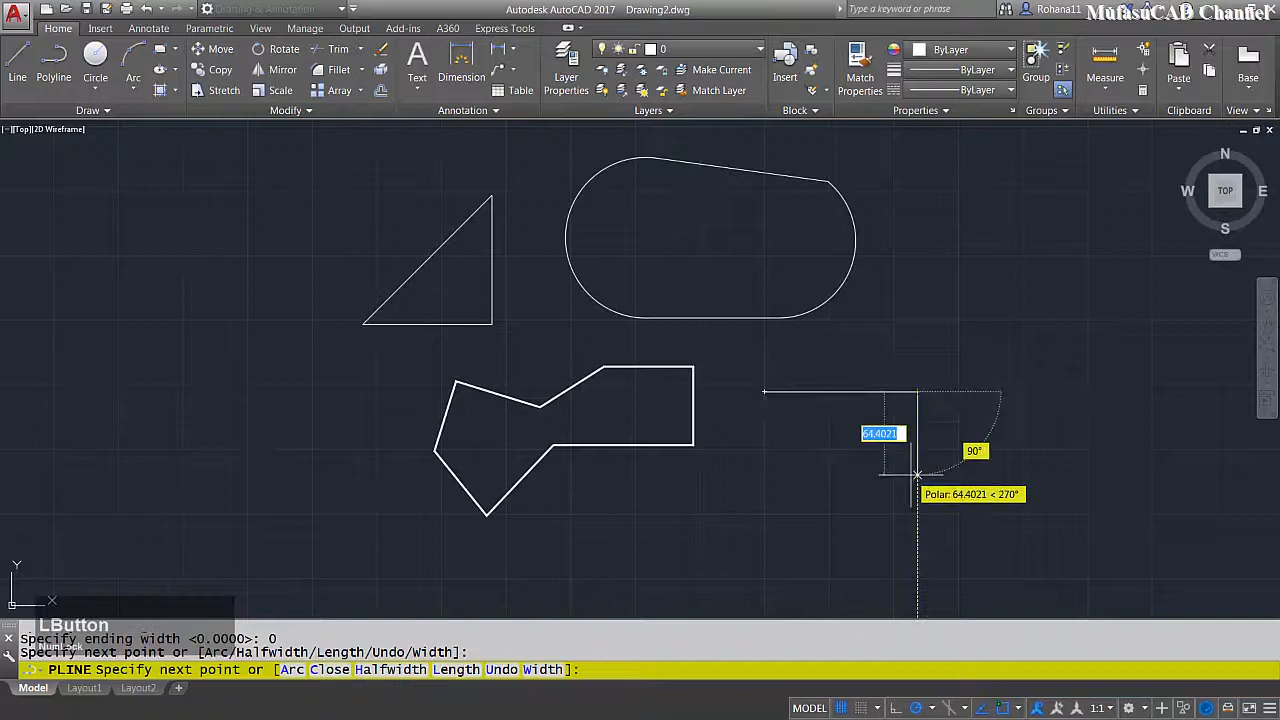 Autodesk AutoCAD 2017 Drawing2.dwg
Drafting & Annotation
Type a keyword or phrase
Rohana11
MufasuCAD Channel
Home Insert Annotate Parametric View Manage Output Add-ins A360 Express Tools
Line Polyline Circle Arc
Move Rotate Trim
Copy Mirror Fillet
Stretch Scale Array
Text Dimension Table
Layer Properties
0
Make Current
Match Layer
Insert
Match Properties
ByLayer
ByLayer
ByLayer
Group
Measure
Paste
Base
Draw Modify Annotation Layers Block Properties Groups Utilities Clipboard View
[–][Top][2D Wireframe]
N
W TOP E
S
WCS
64.4021
90°
Polar: 64.4021 < 270°
Y
X
LButton
NumLock
Specify ending width <0.0000>: 0
Specify next point or [Arc/Halfwidth/Length/Undo/Width]:
PLINE Specify next point or [Arc Close Halfwidth Length Undo Width]:
Model Layout1 Layout2 +
MODEL 1:1